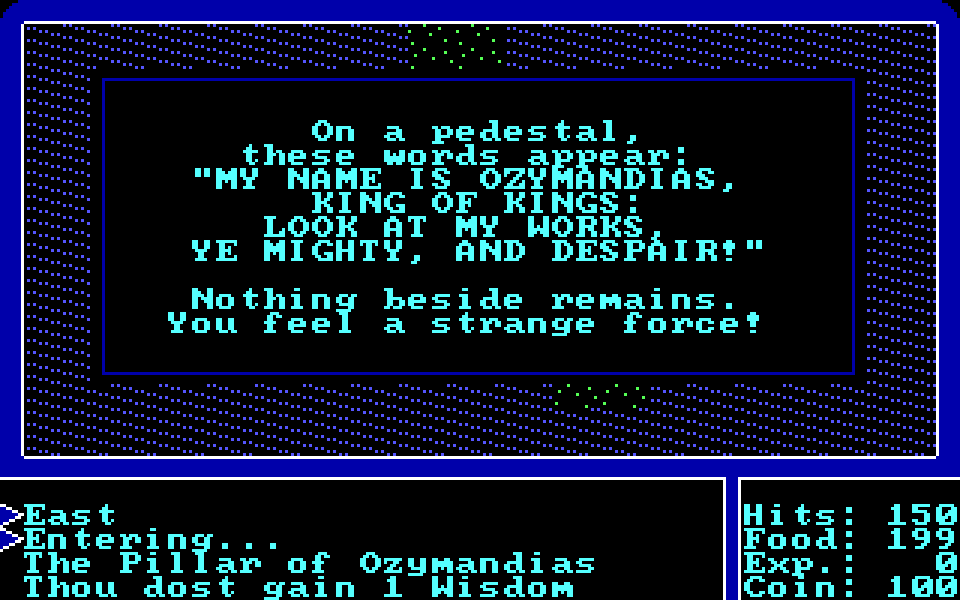 On a pedestal,
these words appear:
"MY NAME IS OZYMANDIAS,
KING OF KINGS:
LOOK AT MY WORKS,
YE MIGHTY, AND DESPAIR!"
Nothing beside remains.
You feel a strange force!
East
Entering...
The Pillar of Ozymandias
Thou dost gain 1 Wisdom
Hits: 150
Food: 199
Exp.: 0
Coin: 100